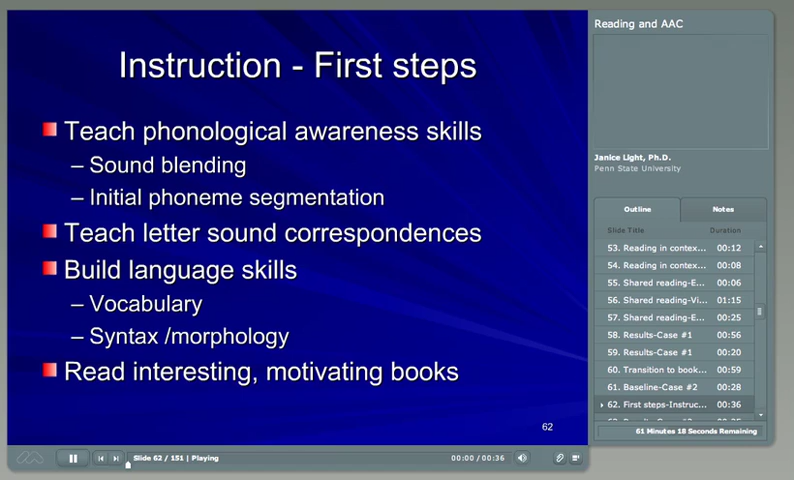 Instruction - First steps
Teach phonological awareness skills
– Sound blending
– Initial phoneme segmentation
Teach letter sound correspondences
Build language skills
– Vocabulary
– Syntax /morphology
Read interesting, motivating books
62
Slide 62 / 151 | Playing
00:00 / 00:36
Reading and AAC
Janice Light, Ph.D.
Penn State University
Outline
Notes
Slide Title Duration
53. Reading in contex... 00:12
54. Reading in contex... 00:08
55. Shared reading-E... 00:06
56. Shared reading-Vi... 01:15
57. Shared reading-E... 00:25
58. Results-Case #1 00:56
59. Results-Case #1 00:20
60. Transition to book... 00:59
61. Baseline-Case #2 00:28
62. First steps-Instruc... 00:36
61 Minutes 18 Seconds Remaining